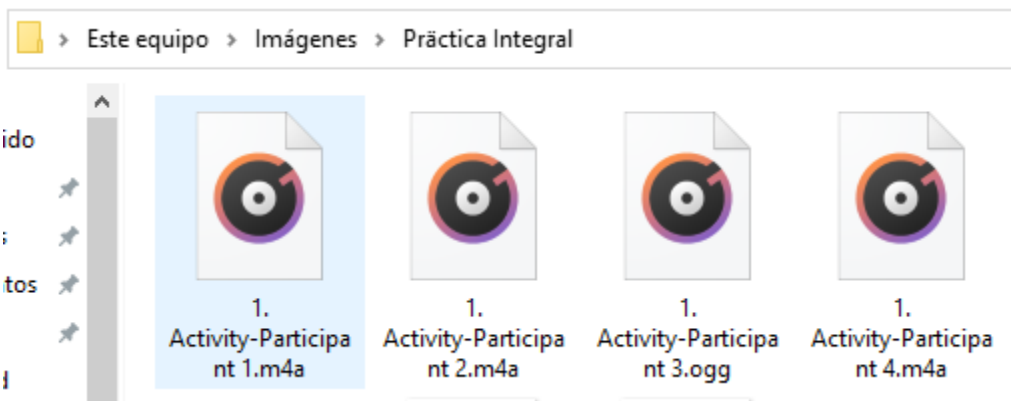 Este equipo > Imágenes > Präctica Integral
ido
s
tos
d
1.
Activity-Participa
nt 1.m4a
1.
Activity-Participa
nt 2.m4a
1.
Activity-Participa
nt 3.ogg
1.
Activity-Participa
nt 4.m4a